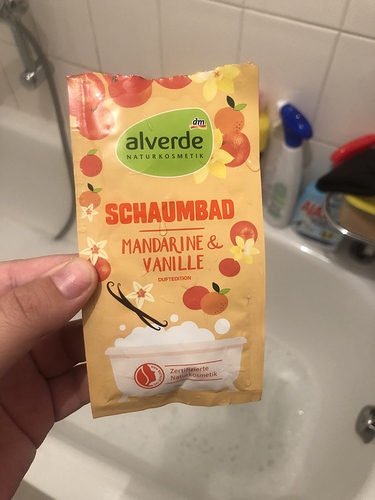 dm
alverde
NATURKOSMETIK
SCHAUMBAD
MANDARINE &
VANILLE
DUFTEDITION
Zertifizierte
Naturkosmetik